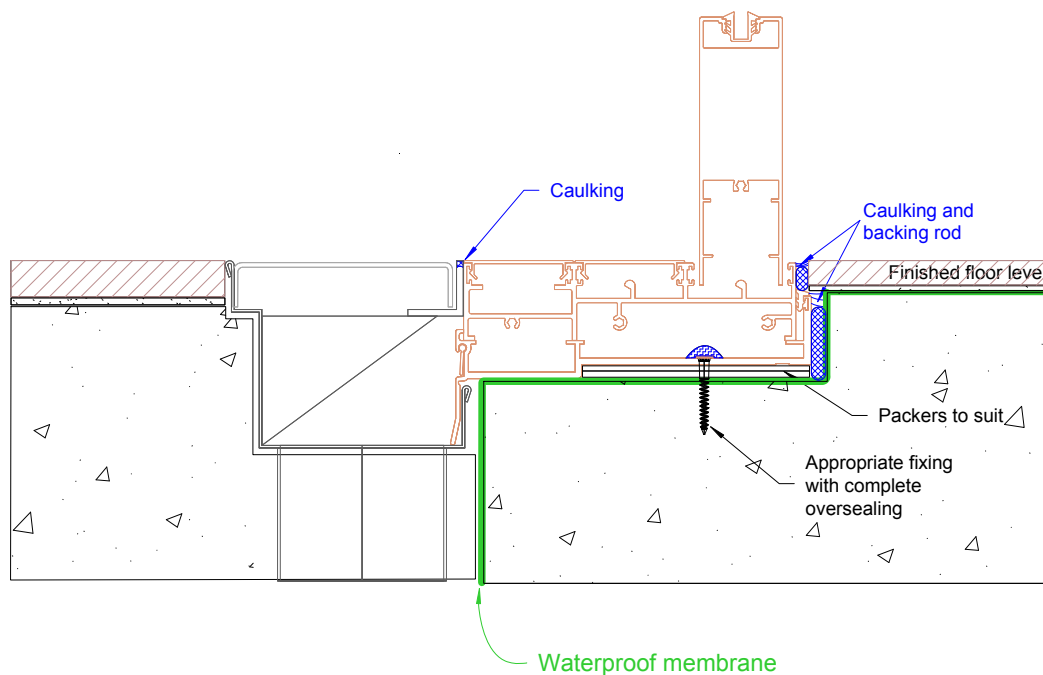 Caulking
Caulking and
backing rod
Finished floor leve
Packers to suit
Appropriate fixing
with complete
oversealing
Waterproof membrane